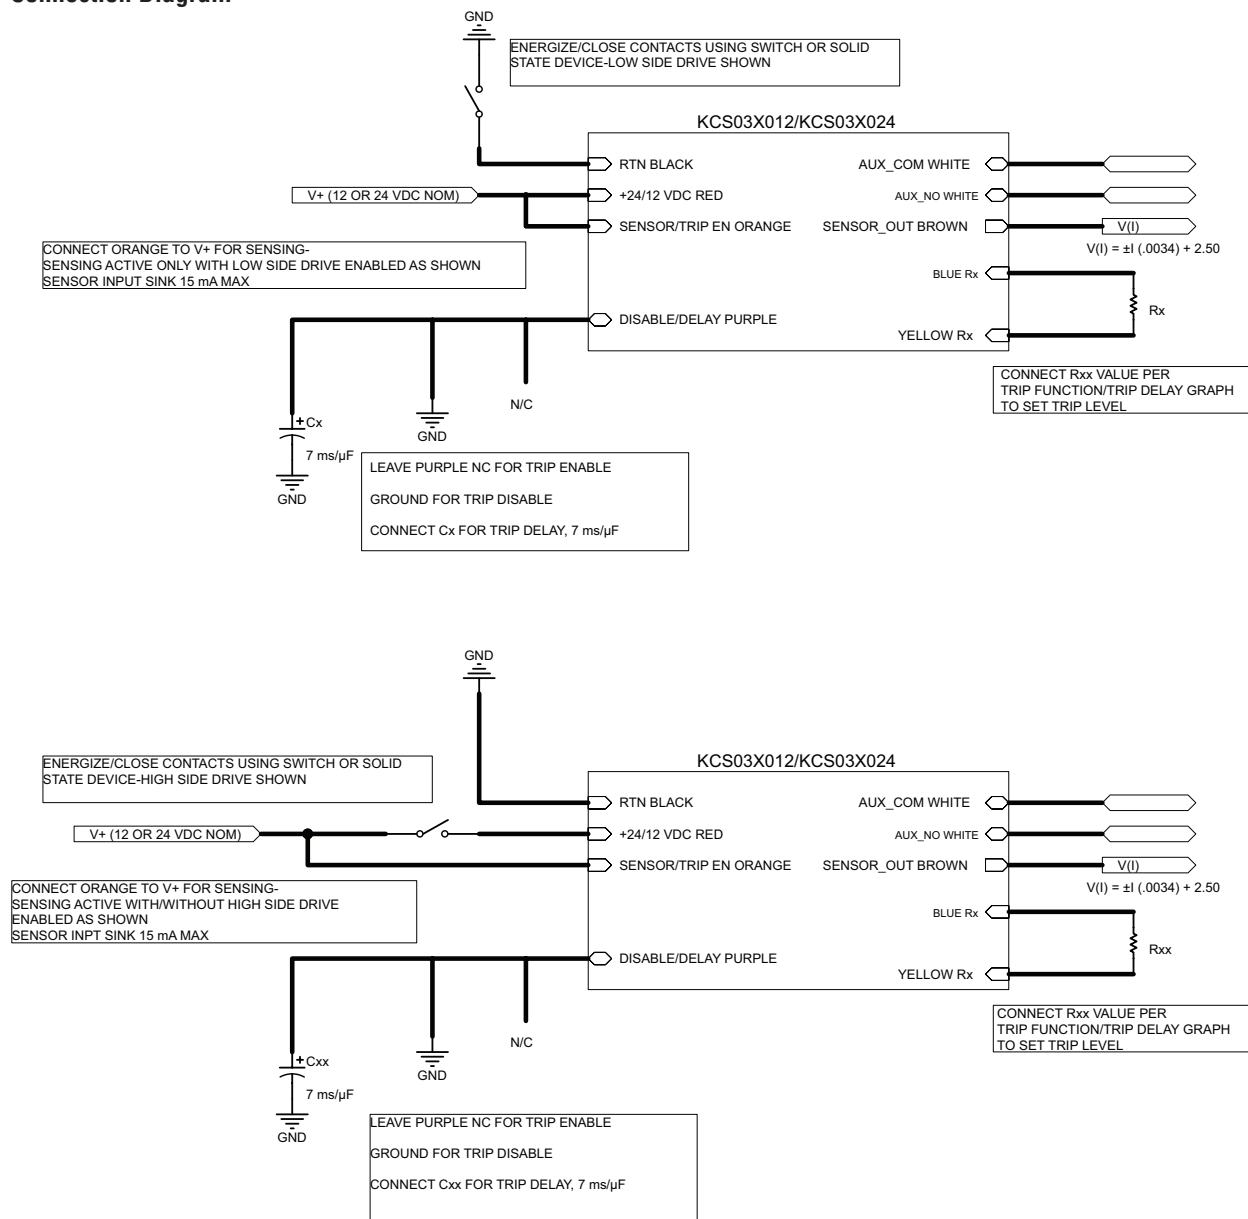 Connection Diagram
GND
ENERGIZE/CLOSE CONTACTS USING SWITCH OR SOLID
STATE DEVICE-LOW SIDE DRIVE SHOWN
KCS03X012/KCS03X024
RTN BLACK
AUX_COM WHITE
V+ (12 OR 24 VDC NOM)
+24/12 VDC RED
AUX_NO WHITE
SENSOR/TRIP EN ORANGE
SENSOR_OUT BROWN
V(I)
V(I) = ±I (.0034) + 2.50
CONNECT ORANGE TO V+ FOR SENSING-
SENSING ACTIVE ONLY WITH LOW SIDE DRIVE ENABLED AS SHOWN
SENSOR INPUT SINK 15 mA MAX
BLUE Rx
Rx
DISABLE/DELAY PURPLE
YELLOW Rx
CONNECT Rxx VALUE PER
TRIP FUNCTION/TRIP DELAY GRAPH
TO SET TRIP LEVEL
N/C
+Cx
GND
7 ms/µF
GND
LEAVE PURPLE NC FOR TRIP ENABLE
GROUND FOR TRIP DISABLE
CONNECT Cx FOR TRIP DELAY, 7 ms/µF
GND
ENERGIZE/CLOSE CONTACTS USING SWITCH OR SOLID
STATE DEVICE-HIGH SIDE DRIVE SHOWN
KCS03X012/KCS03X024
RTN BLACK
AUX_COM WHITE
V+ (12 OR 24 VDC NOM)
+24/12 VDC RED
AUX_NO WHITE
SENSOR/TRIP EN ORANGE
SENSOR_OUT BROWN
V(I)
V(I) = ±I (.0034) + 2.50
CONNECT ORANGE TO V+ FOR SENSING-
SENSING ACTIVE WITH/WITHOUT HIGH SIDE DRIVE
ENABLED AS SHOWN
SENSOR INPT SINK 15 mA MAX
BLUE Rx
Rxx
DISABLE/DELAY PURPLE
YELLOW Rx
CONNECT Rxx VALUE PER
TRIP FUNCTION/TRIP DELAY GRAPH
TO SET TRIP LEVEL
N/C
+Cxx
GND
7 ms/µF
GND
LEAVE PURPLE NC FOR TRIP ENABLE
GROUND FOR TRIP DISABLE
CONNECT Cxx FOR TRIP DELAY, 7 ms/µF